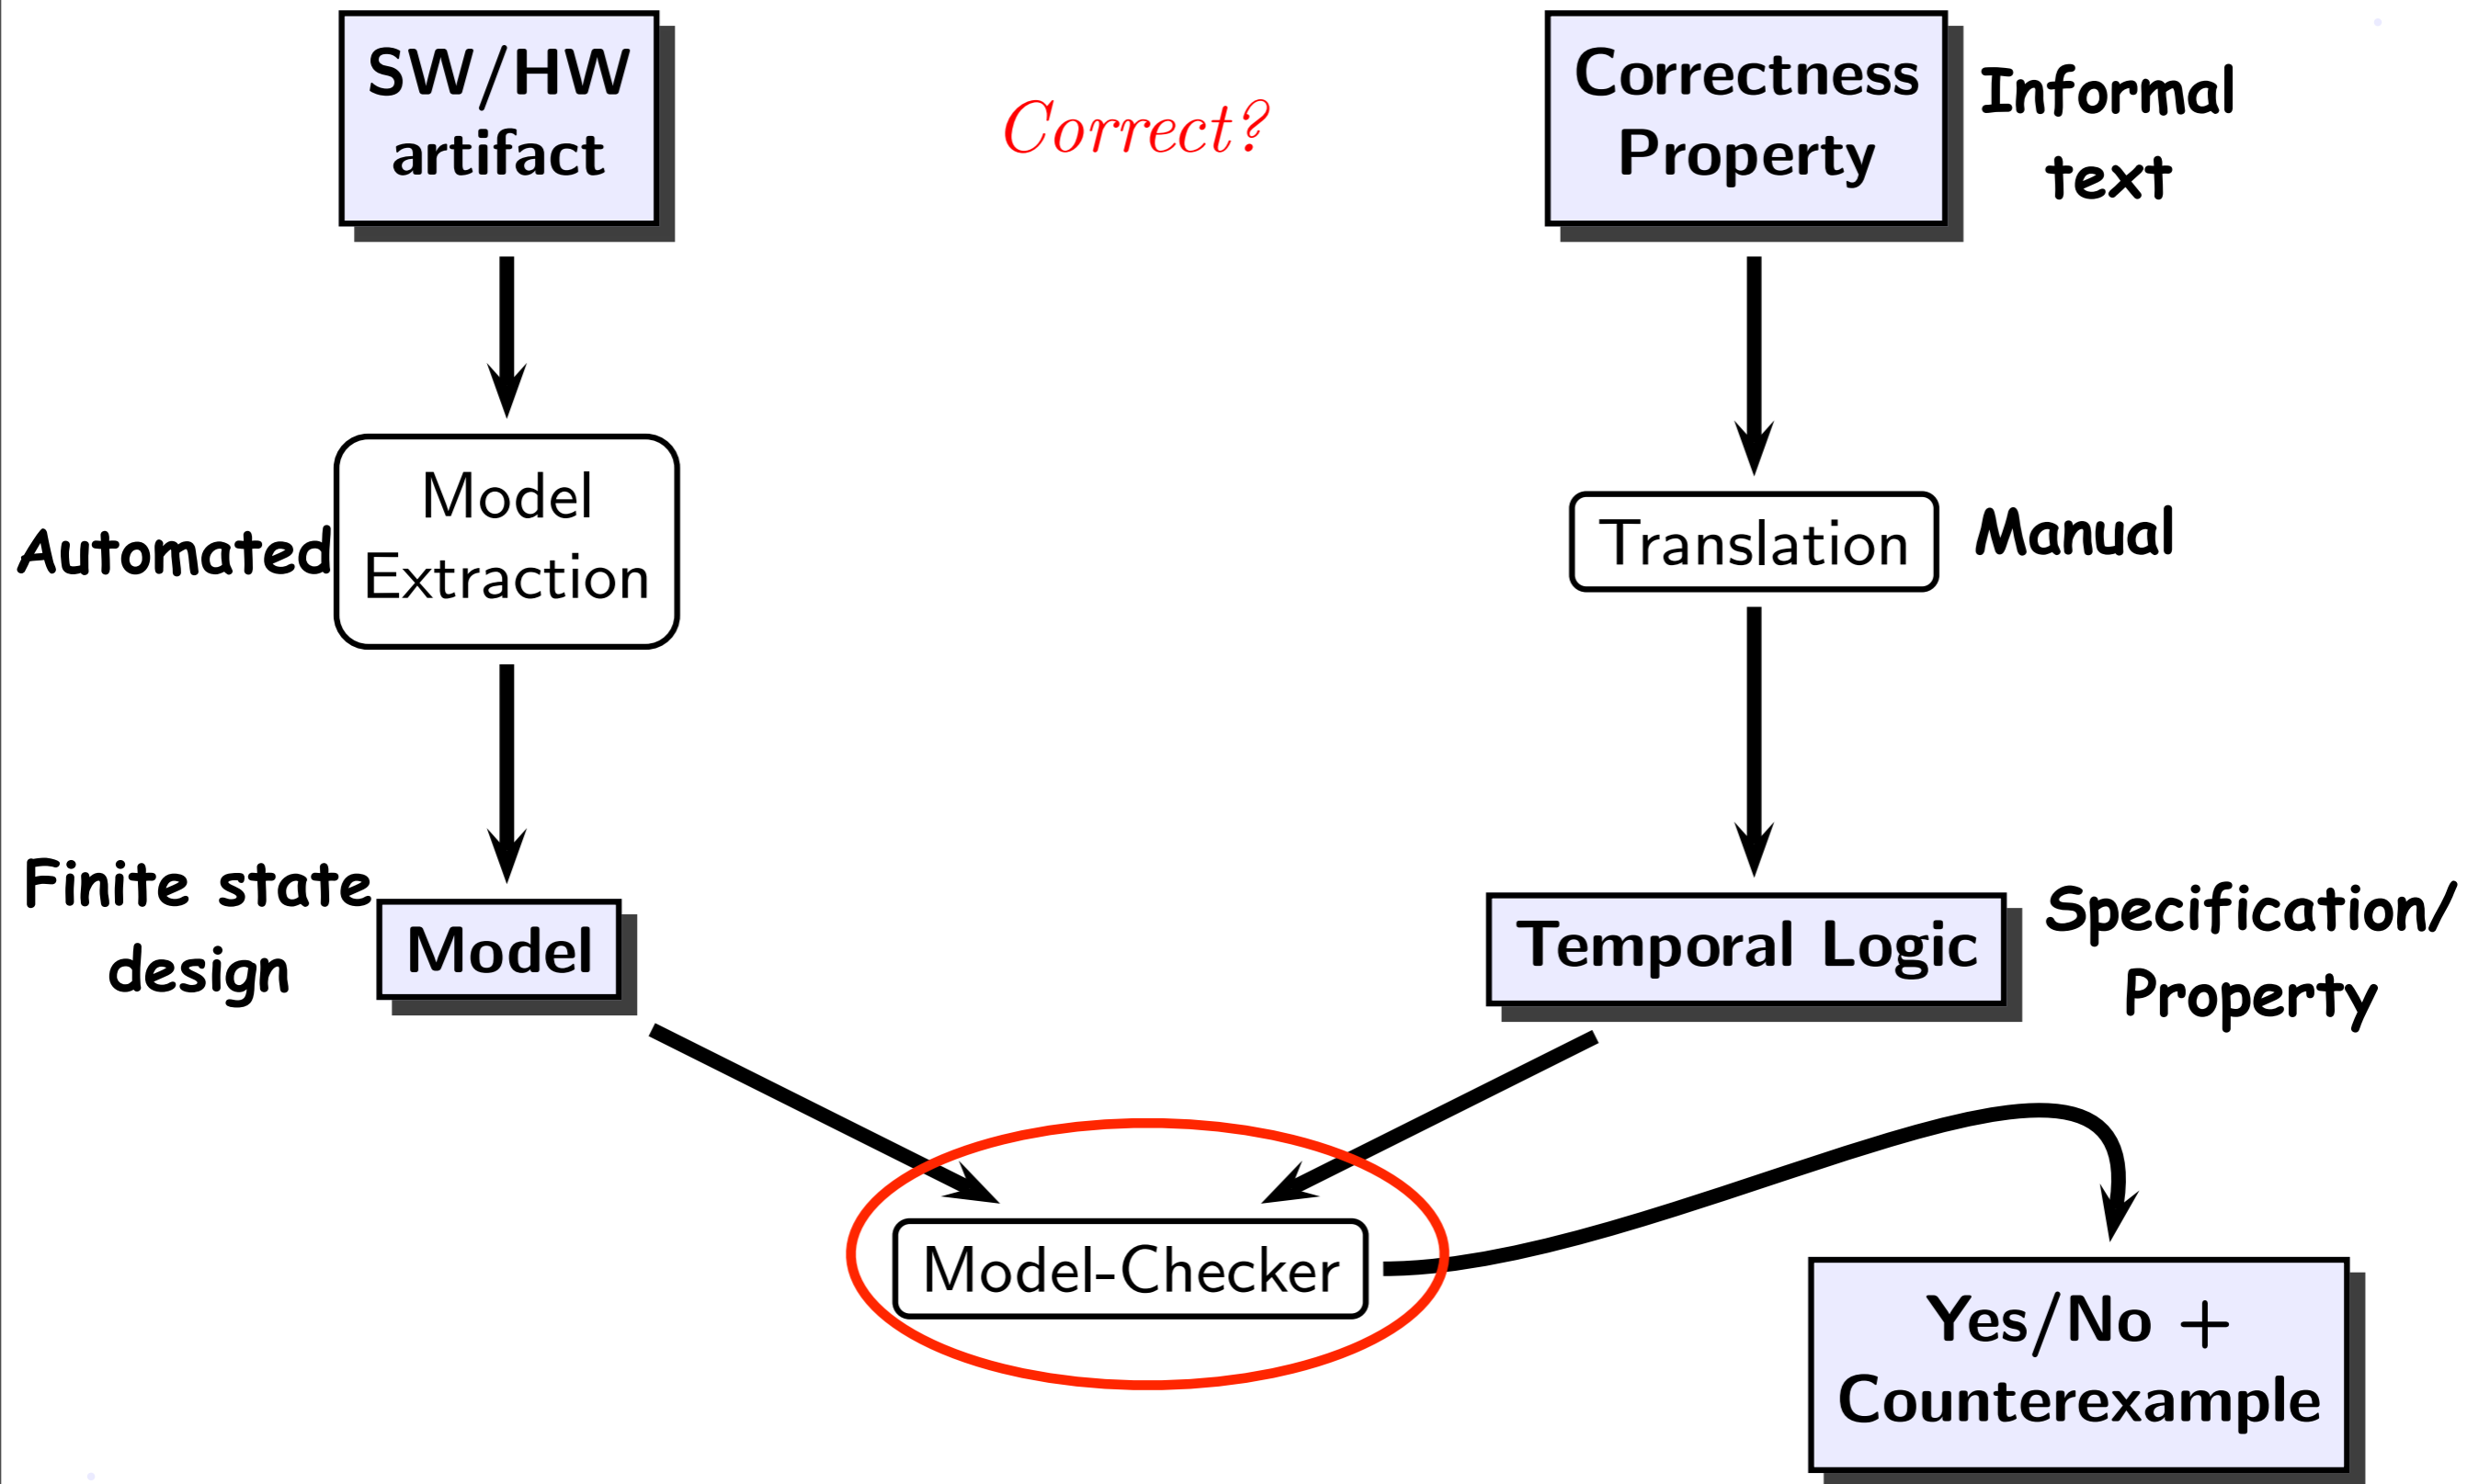 SW/HW
artifact
Correct?
Correctness
Property
Informal
text
Automated
Model
Extraction
Translation
Manual
Finite state
design
Model
Temporal Logic
Specification/
Property
Model-Checker
Yes/No +
Counterexample